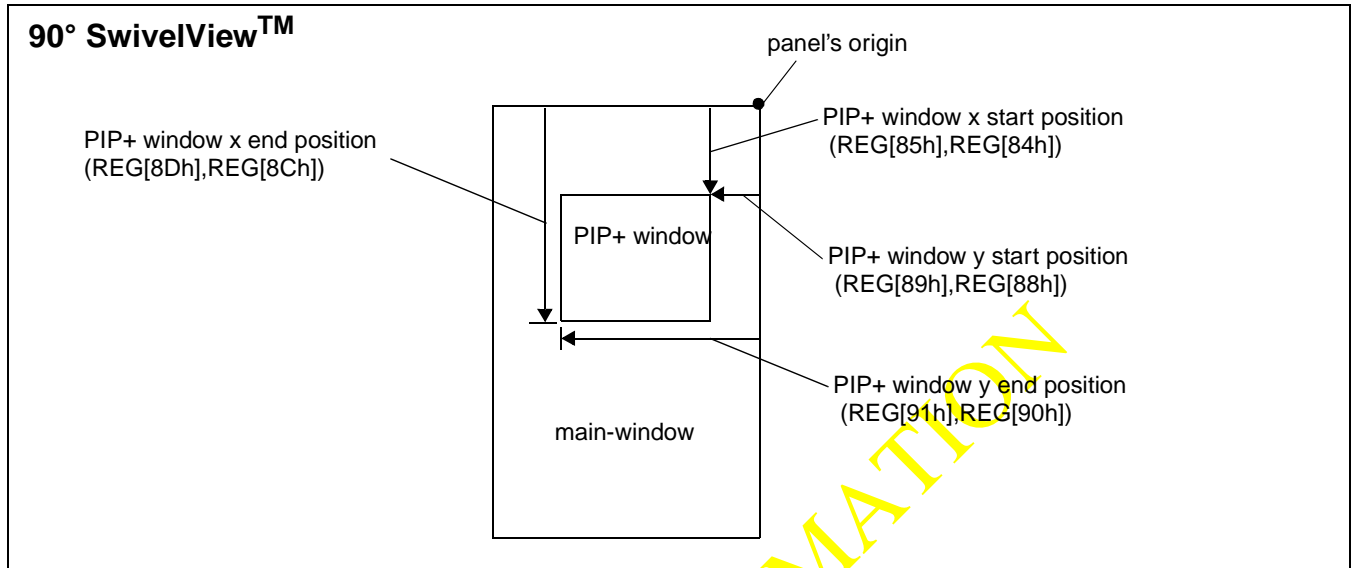 90° SwivelView™
panel's origin
PIP+ window x end position
(REG[8Dh],REG[8Ch])
PIP+ window x start position
(REG[85h],REG[84h])
PIP+ window
PIP+ window y start position
(REG[89h],REG[88h])
PIP+ window y end position
(REG[91h],REG[90h])
main-window
MATION